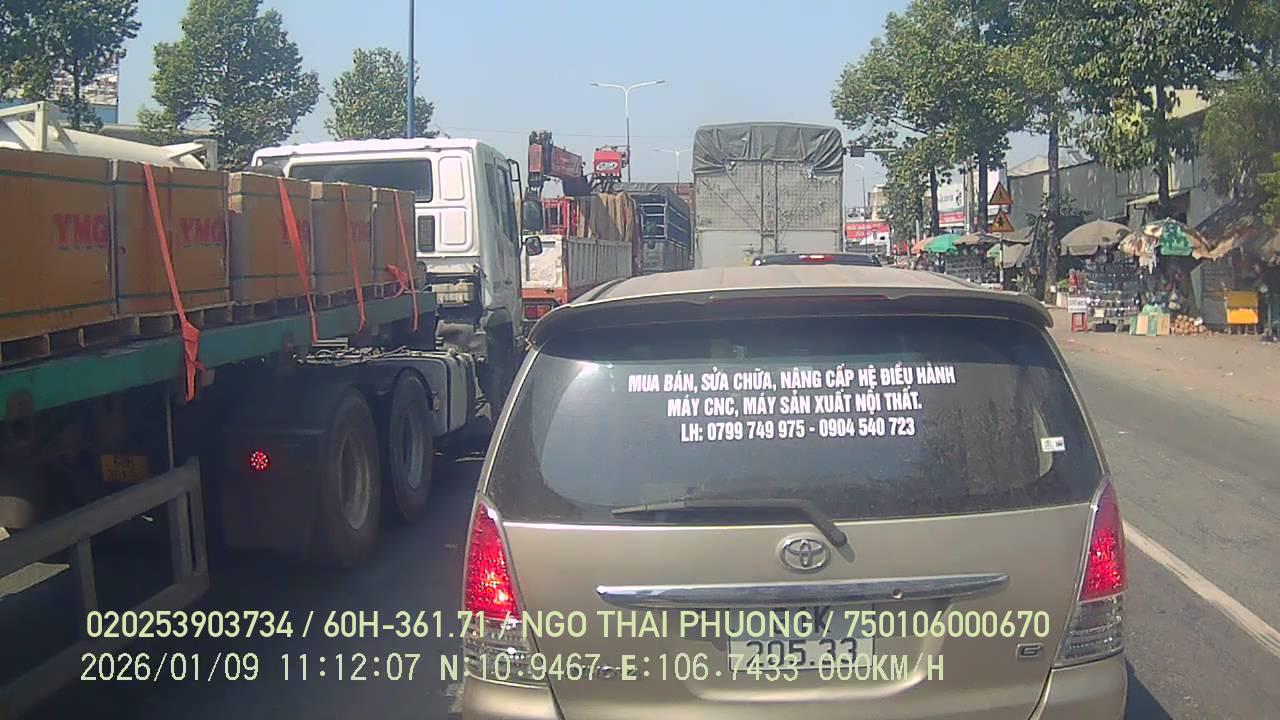 YMG
YMG
MUA BÁN, SỬA CHỮA, NÂNG CẤP HỆ ĐIỀU HÀNH
MÁY CNC, MÁY SẢN XUẤT NỘI THẤT.
LH: 0799 749 975 - 0904 540 723
G
205.33
020253903734 / 60H-361.71 / NGO THAI PHUONG / 750106000670
2026/01/09 11:12:07 N:10.9467 E:106.7433 000KM/H